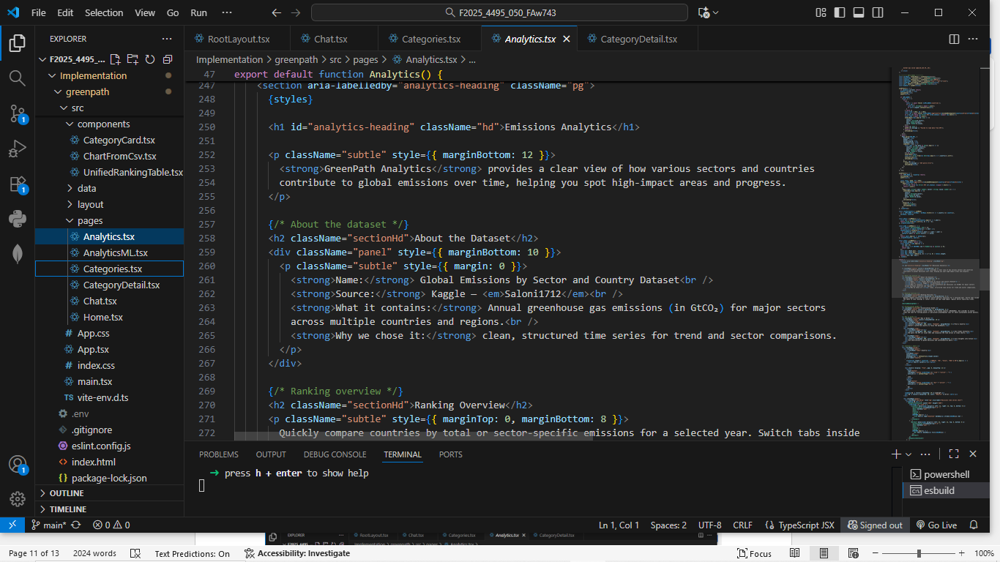 File Edit Selection View Go Run ··· F2025_4495_050_FAw743
EXPLORER ···
F2025_4495_...
Implementation
greenpath
src
components
CategoryCard.tsx
ChartFromCsv.tsx
UnifiedRankingTable.tsx
data
layout
pages
Analytics.tsx
AnalyticsML.tsx
Categories.tsx
CategoryDetail.tsx
Chat.tsx
Home.tsx
App.css
App.tsx
index.css
main.tsx
TS vite-env.d.ts
.env
.gitignore
eslint.config.js
index.html
package-lock.json
OUTLINE
TIMELINE
RootLayout.tsx Chat.tsx Categories.tsx Analytics.tsx CategoryDetail.tsx
Implementation > greenpath > src > pages > Analytics.tsx > ...
47 export default function Analytics() {
247 <section aria-labelledby="analytics-heading" className="pg">
248 {styles}
249
250 <h1 id="analytics-heading" className="hd">Emissions Analytics</h1>
251
252 <p className="subtle" style={{ marginBottom: 12 }}>
253 <strong>GreenPath Analytics</strong> provides a clear view of how various sectors and countries
254 contribute to global emissions over time, helping you spot high-impact areas and progress.
255 </p>
256
257 {/* About the dataset */}
258 <h2 className="sectionHd">About the Dataset</h2>
259 <div className="panel" style={{ marginBottom: 10 }}>
260 <p className="subtle" style={{ margin: 0 }}>
261 <strong>Name:</strong> Global Emissions by Sector and Country Dataset<br />
262 <strong>Source:</strong> Kaggle — <em>Saloni1712</em><br />
263 <strong>What it contains:</strong> Annual greenhouse gas emissions (in GtCO₂) for major sectors
264 across multiple countries and regions.<br />
265 <strong>Why we chose it:</strong> clean, structured time series for trend and sector comparisons.
266 </p>
267 </div>
268
269 {/* Ranking overview */}
270 <h2 className="sectionHd">Ranking Overview</h2>
271 <p className="subtle" style={{ marginTop: 0, marginBottom: 8 }}>
272 Quickly compare countries by total or sector-specific emissions for a selected year. Switch tabs inside
PROBLEMS OUTPUT DEBUG CONSOLE TERMINAL PORTS
➜ press h + enter to show help
powershell
esbuild
main* 0 0 Ln 1, Col 1 Spaces: 2 UTF-8 CRLF {} TypeScript JSX Signed out Go Live
Page 11 of 13 2024 words Text Predictions: On Accessibility: Investigate Focus 100%